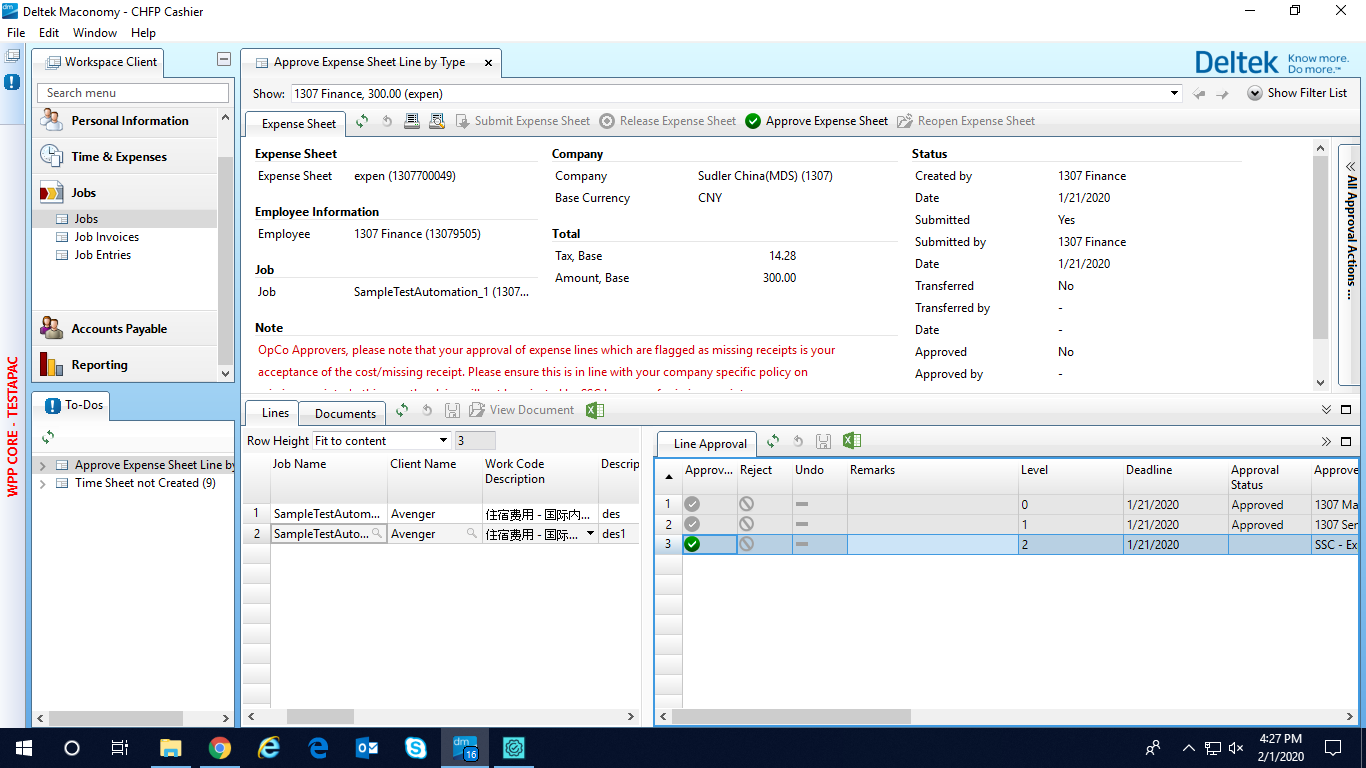 Deltek Maconomy - CHFP Cashier
File Edit Window Help
Workspace Client
Search menu
Personal Information
Time & Expenses
Jobs
Jobs
Job Invoices
Job Entries
Accounts Payable
Reporting
WPP CORE - TESTAPAC
To-Dos
Approve Expense Sheet Line by
Time Sheet not Created (9)
Approve Expense Sheet Line by Type
Deltek Know more. Do more.™
Show: 1307 Finance, 300.00 (expen)
Show Filter List
Expense Sheet
Submit Expense Sheet
Release Expense Sheet
Approve Expense Sheet
Reopen Expense Sheet
Expense Sheet
Expense Sheet expen (1307700049)
Employee Information
Employee 1307 Finance (13079505)
Job
Job SampleTestAutomation_1 (1307...
Note
OpCo Approvers, please note that your approval of expense lines which are flagged as missing receipts is your
acceptance of the cost/missing receipt. Please ensure this is in line with your company specific policy on
Company
Company Sudler China(MDS) (1307)
Base Currency CNY
Total
Tax, Base 14.28
Amount, Base 300.00
Status
Created by 1307 Finance
Date 1/21/2020
Submitted Yes
Submitted by 1307 Finance
Date 1/21/2020
Transferred No
Transferred by -
Date -
Approved No
Approved by -
All Approval Actions ...
Lines
Documents
View Document
Row Height Fit to content 3
Job Name Client Name Work Code Description Descrip
1 SampleTestAutom... Avenger 住宿费用 - 国际内... des
2 SampleTestAuto... Avenger 住宿费用 - 国际... des1
Line Approval
Approv... Reject Undo Remarks Level Deadline Approval Status Approve
1 0 1/21/2020 Approved 1307 Ma
2 1 1/21/2020 Approved 1307 Ser
3 2 1/21/2020 SSC - Ex
dm 16
4:27 PM
2/1/2020